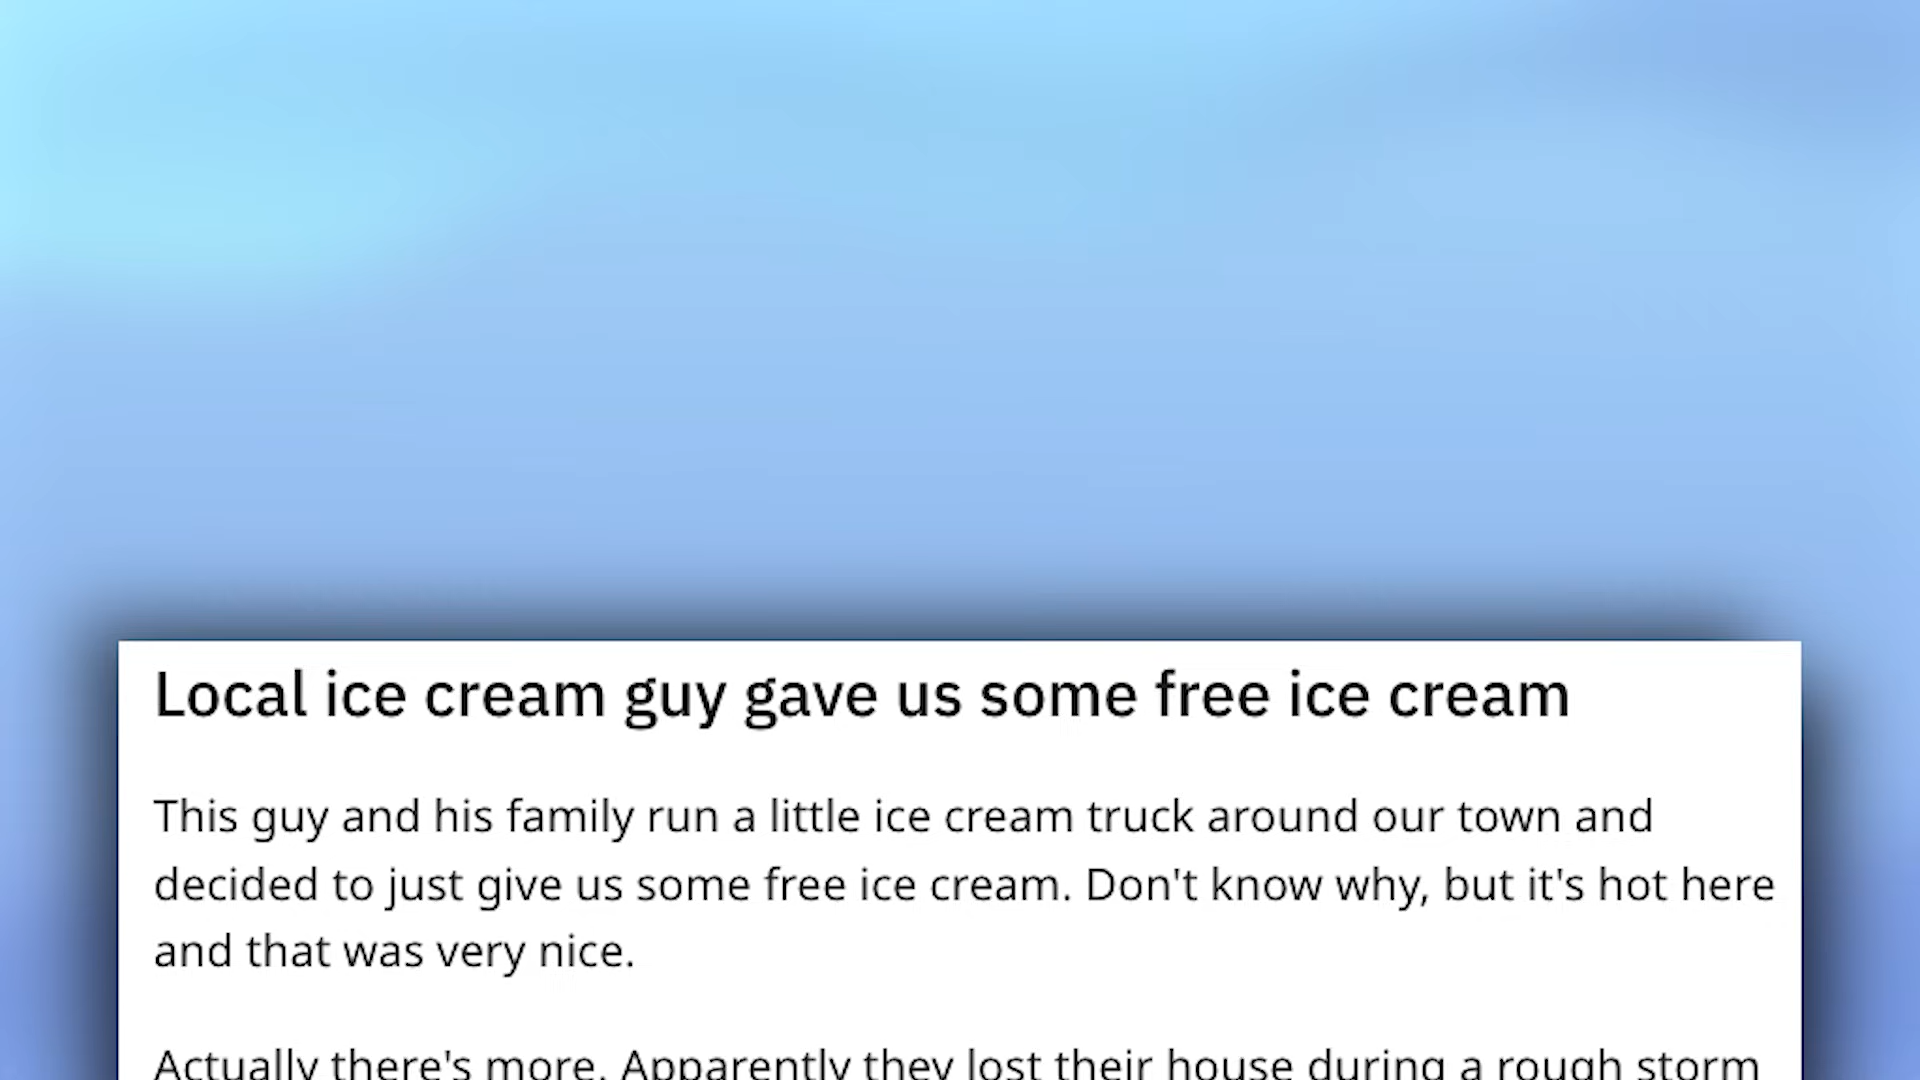 Local ice cream guy gave us some free ice cream
This guy and his family run a little ice cream truck around our town and
decided to just give us some free ice cream. Don't know why, but it's hot here
and that was very nice.
Actually there's more. Apparently they lost their house during a rough storm